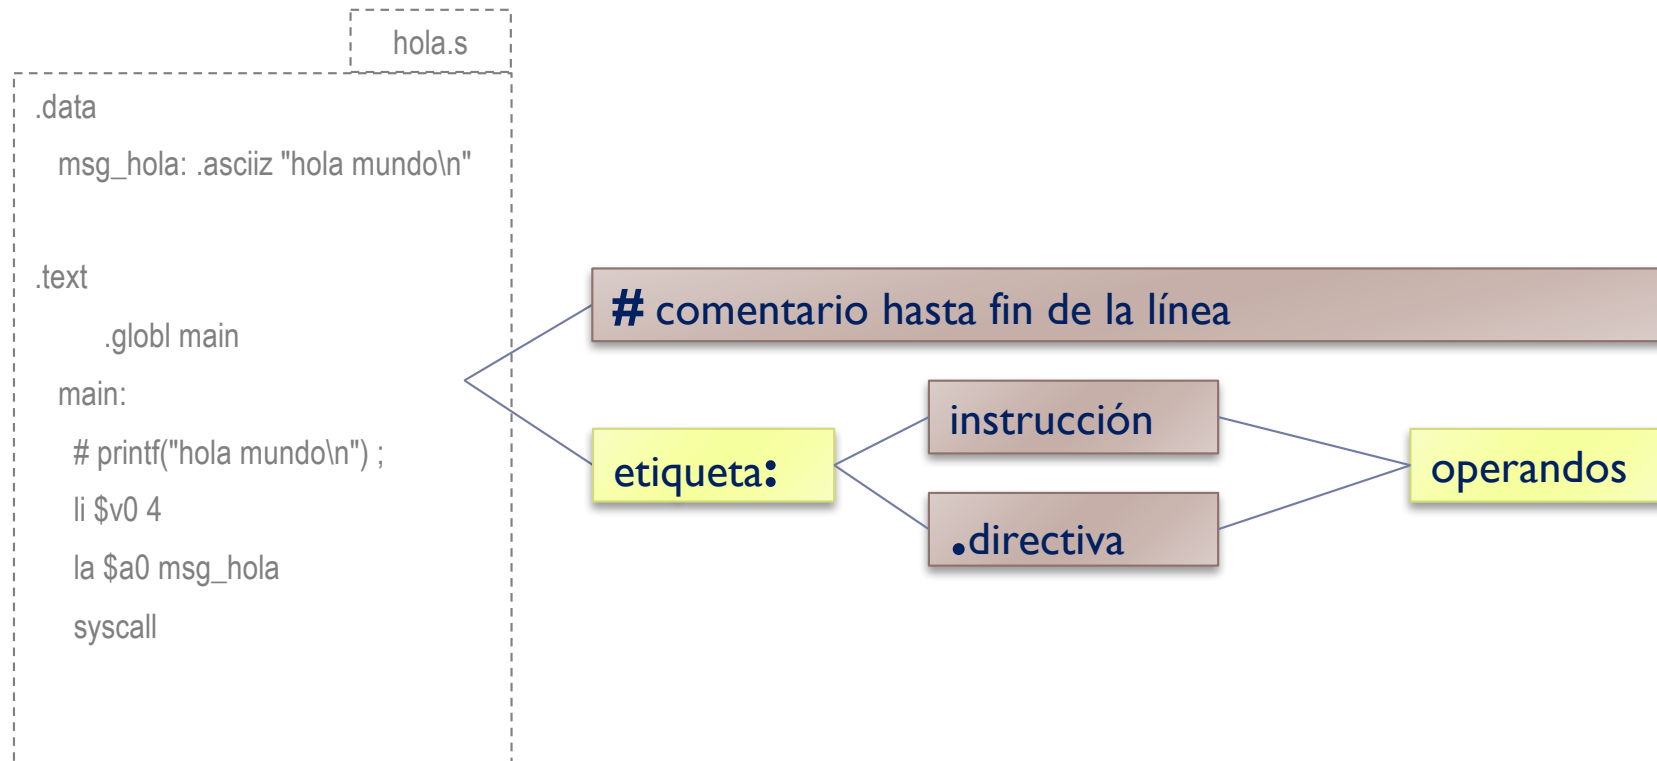 hola.s
.data
msg_hola: .asciiz "hola mundo\n"
.text
.globl main
main:
# printf("hola mundo\n") ;
li $v0 4
la $a0 msg_hola
syscall
# comentario hasta fin de la línea
etiqueta:
instrucción
.directiva
operandos